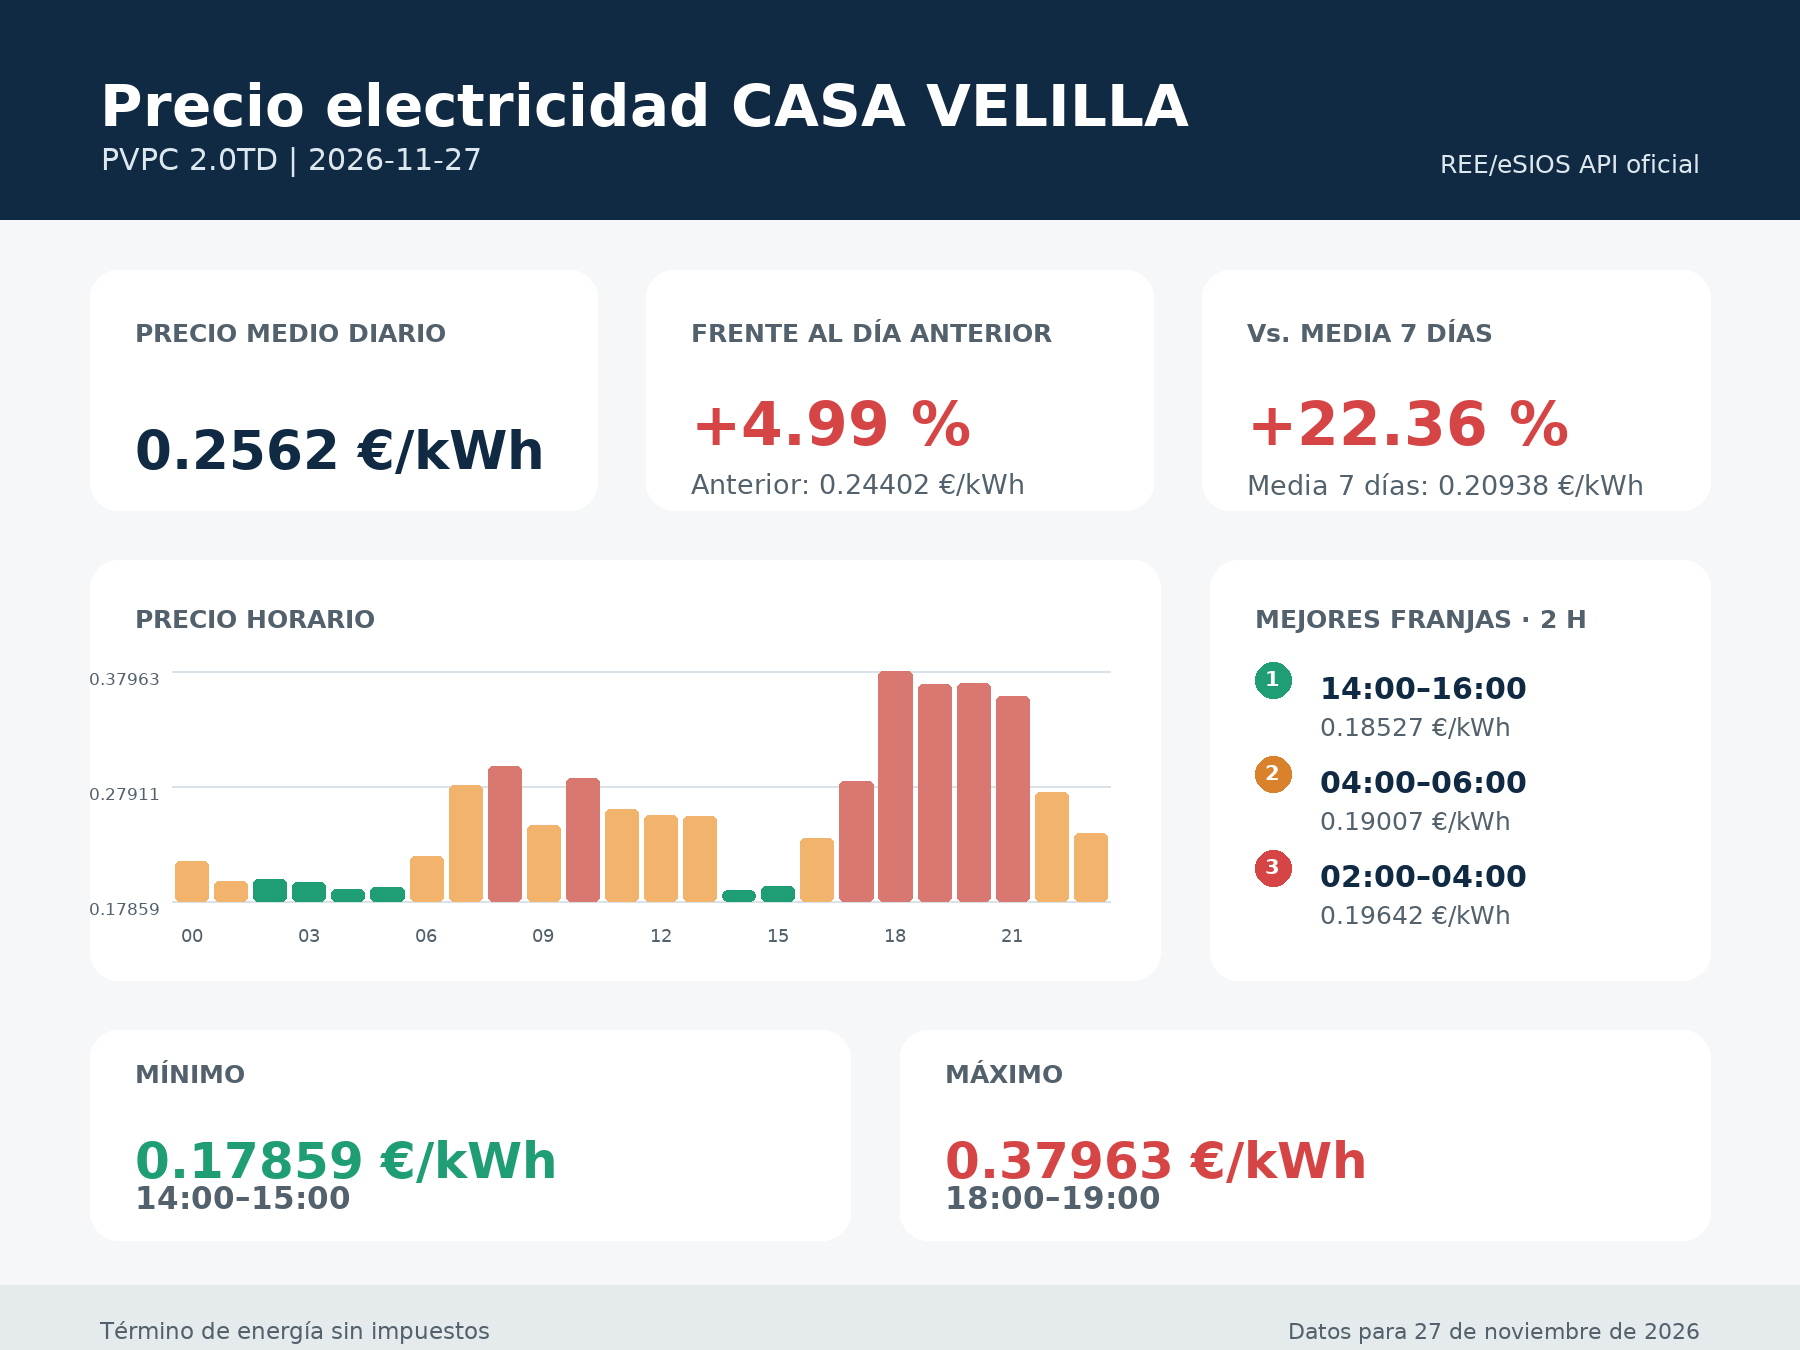 Precio electricidad CASA VELILLA
PVPC 2.0TD | 2026-11-27
REE/eSIOS API oficial
PRECIO MEDIO DIARIO
0.2562 €/kWh
FRENTE AL DÍA ANTERIOR
+4.99 %
Anterior: 0.24402 €/kWh
Vs. MEDIA 7 DÍAS
+22.36 %
Media 7 días: 0.20938 €/kWh
PRECIO HORARIO
0.37963
0.27911
0.17859
00 03 06 09 12 15 18 21
MEJORES FRANJAS · 2 H
1 14:00–16:00
0.18527 €/kWh
2 04:00–06:00
0.19007 €/kWh
3 02:00–04:00
0.19642 €/kWh
MÍNIMO
0.17859 €/kWh
14:00–15:00
MÁXIMO
0.37963 €/kWh
18:00–19:00
Término de energía sin impuestos
Datos para 27 de noviembre de 2026